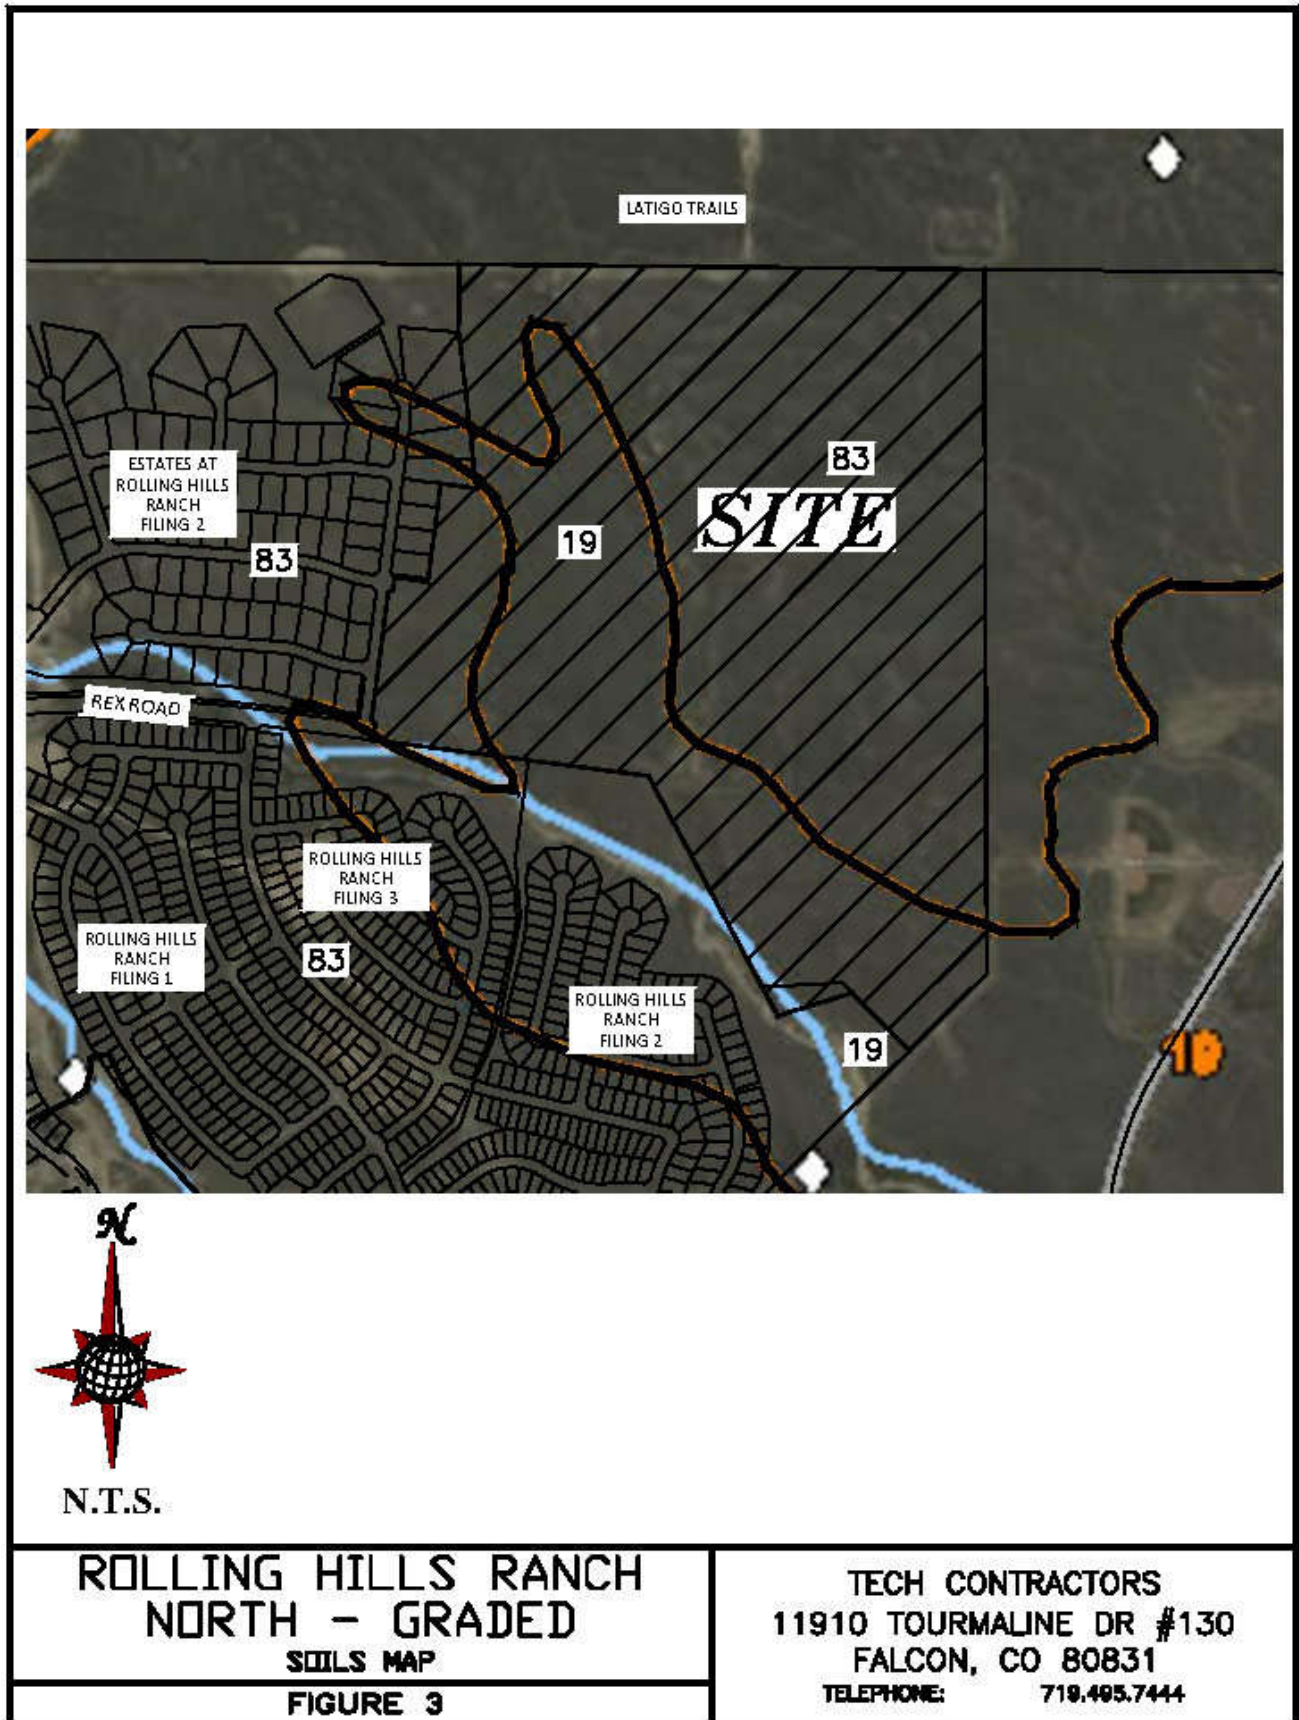 LATIGO TRAILS
83
SITE
19
ESTATES AT
ROLLING HILLS
RANCH
FILING 2
83
REX ROAD
ROLLING HILLS
RANCH
FILING 3
ROLLING HILLS
RANCH
FILING 1
83
ROLLING HILLS
RANCH
FILING 2
19
19
N
N.T.S.
ROLLING HILLS RANCH
NORTH - GRADED
SOILS MAP
FIGURE 3
TECH CONTRACTORS
11910 TOURMALINE DR #130
FALCON, CO 80831
TELEPHONE: 719.495.7444